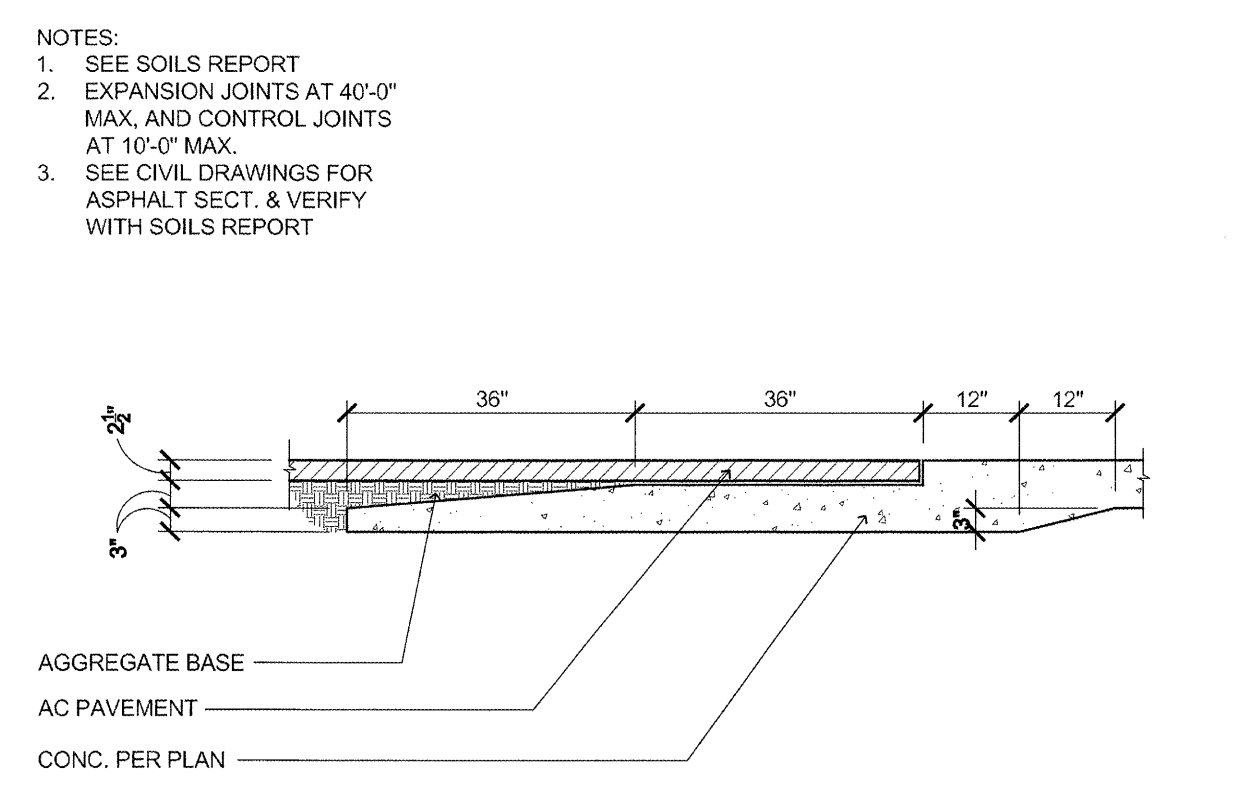 NOTES:
1. SEE SOILS REPORT
2. EXPANSION JOINTS AT 40'-0"
MAX, AND CONTROL JOINTS
AT 10'-0" MAX.
3. SEE CIVIL DRAWINGS FOR
ASPHALT SECT. & VERIFY
WITH SOILS REPORT
36" 36" 12" 12"
2½"
3"
3"
AGGREGATE BASE
AC PAVEMENT
CONC. PER PLAN